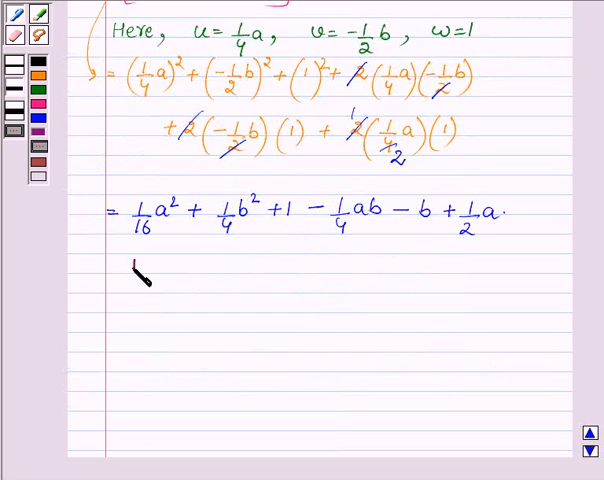 Here, u = 1/4 a, v = -1/2 b, w = 1
= (1/4 a)² + (-1/2 b)² + (1)² + 2(1/4 a)(-1/2 b)
+ 2(-1/2 b)(1) + 2(1/4 a)(1)
= 1/16 a² + 1/4 b² + 1 - 1/4 ab - b + 1/2 a.